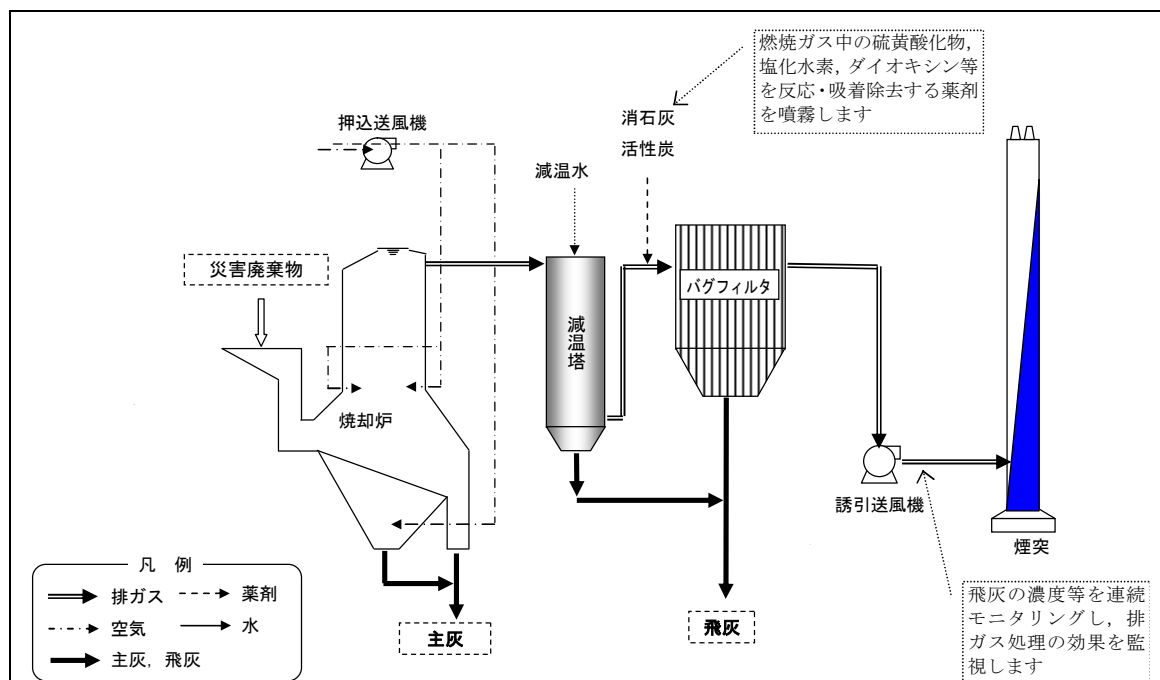 燃焼ガス中の硫黄酸化物，
塩化水素，ダイオキシン等
を反応・吸着除去する薬剤
を噴霧します
押込送風機
消石灰
活性炭
減温水
災害廃棄物
バグフィルタ
減温塔
焼却炉
誘引送風機
煙突
凡 例
排ガス
薬剤
空気
水
主灰，飛灰
主灰
飛灰
飛灰の濃度等を連続
モニタリングし，排
ガス処理の効果を監
視します